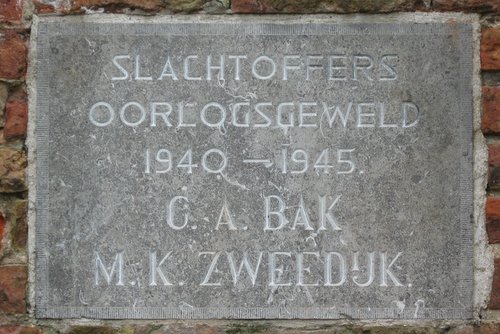 SLACHTOFFERS
OORLOGSGEWELD
1940 — 1945.
C. A. BAK
M. K. ZWEEDIJK.